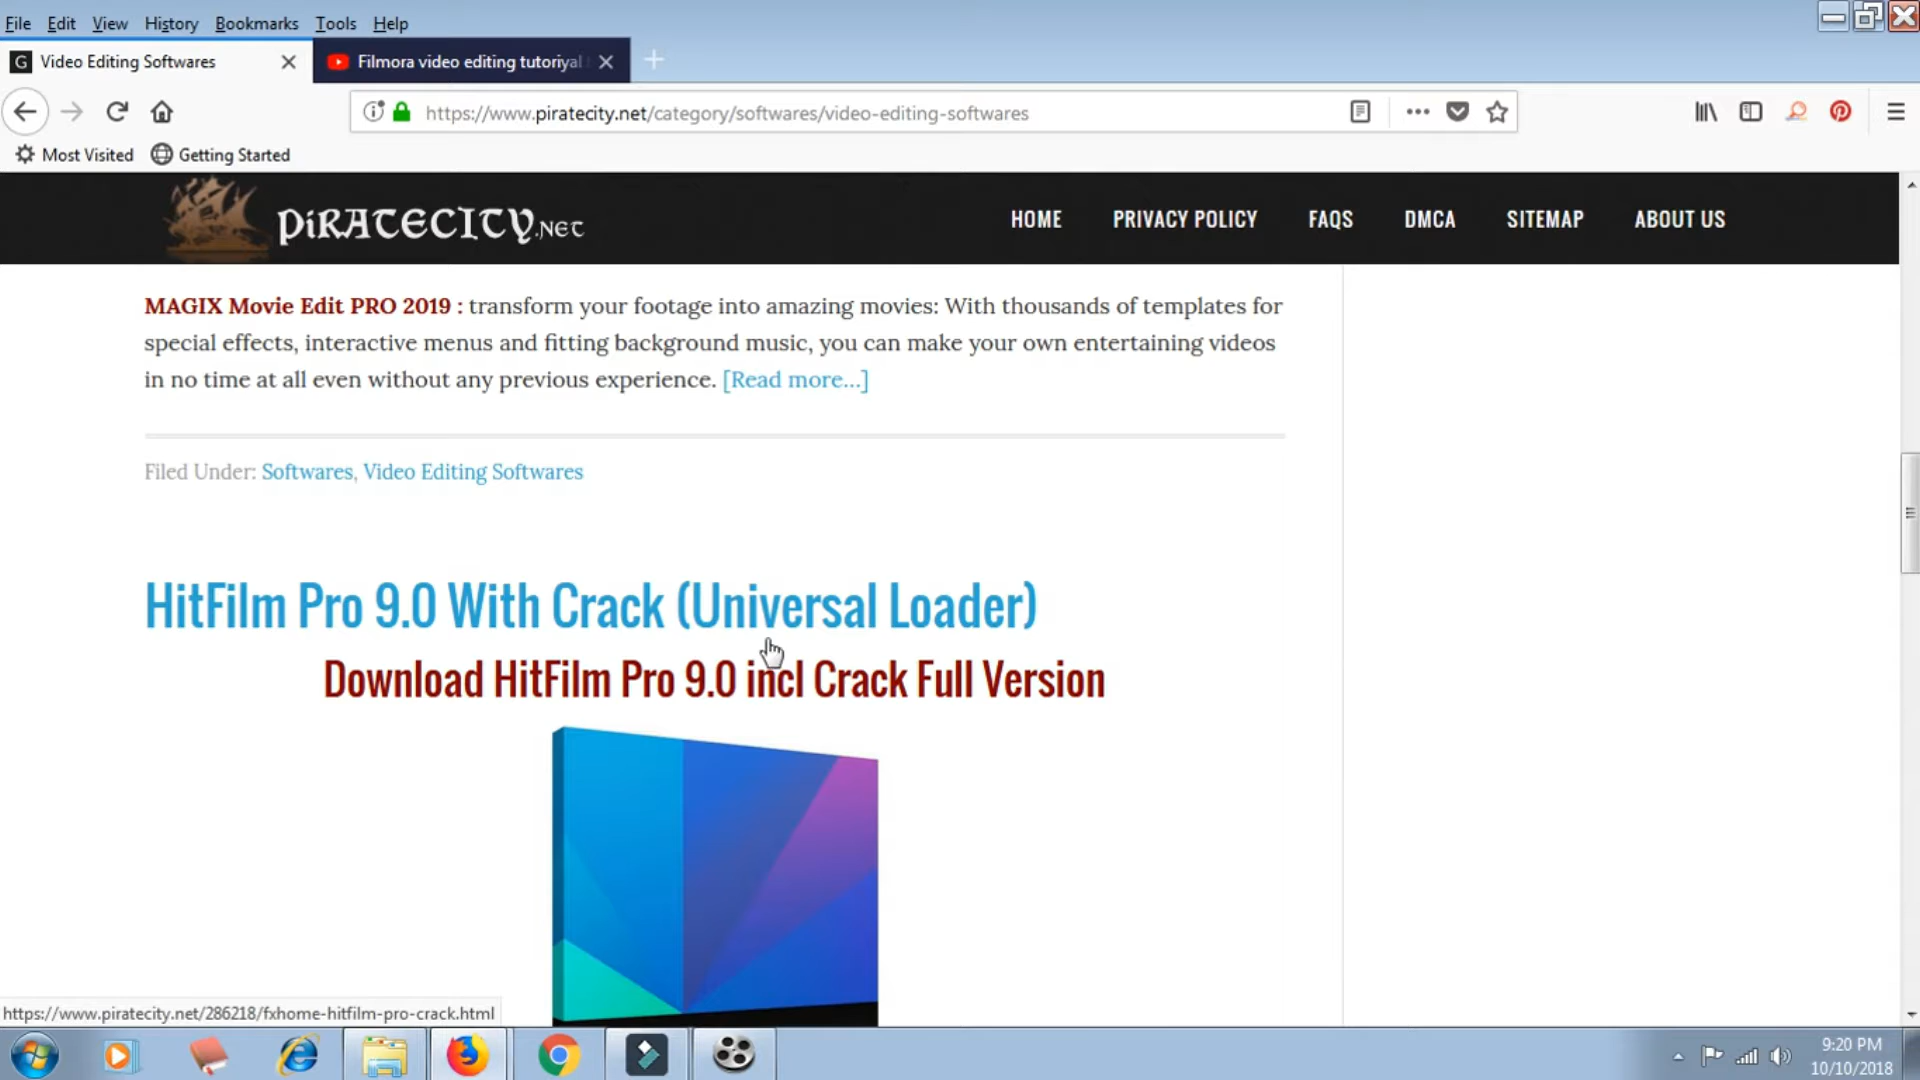 File Edit View History Bookmarks Tools Help
Video Editing Softwares
Filmora video editing tutoriyal
https://www.piratecity.net/category/softwares/video-editing-softwares
Most Visited Getting Started
PiRATECITY.NET
HOME PRIVACY POLICY FAQS DMCA SITEMAP ABOUT US
MAGIX Movie Edit PRO 2019 : transform your footage into amazing movies: With thousands of templates for
special effects, interactive menus and fitting background music, you can make your own entertaining videos
in no time at all even without any previous experience. [Read more...]
Filed Under: Softwares, Video Editing Softwares
HitFilm Pro 9.0 With Crack (Universal Loader)
Download HitFilm Pro 9.0 incl Crack Full Version
https://www.piratecity.net/286218/fxhome-hitfilm-pro-crack.html
9:20 PM
10/10/2018